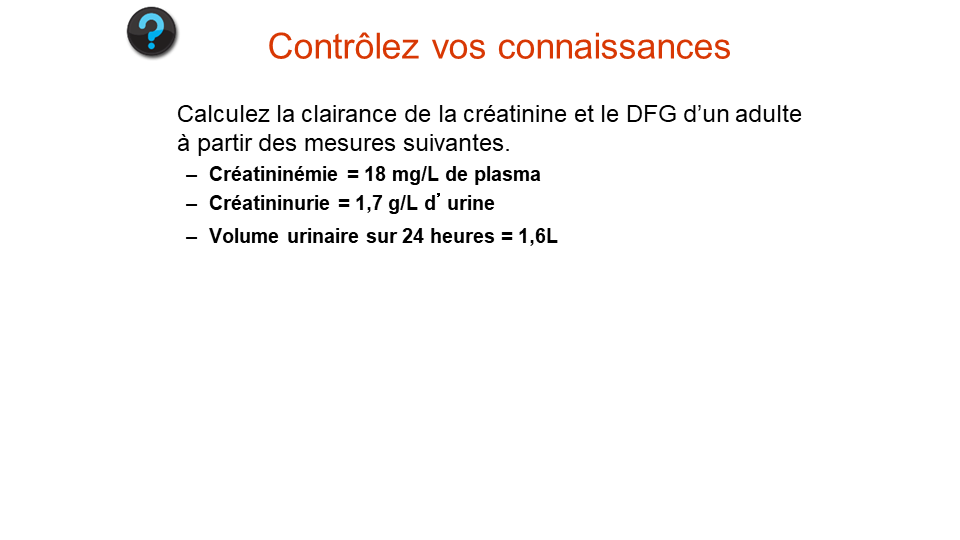 Contrôlez vos connaissances
Calculez la clairance de la créatinine et le DFG d’un adulte
à partir des mesures suivantes.
– Créatininémie = 18 mg/L de plasma
– Créatininurie = 1,7 g/L d’ urine
– Volume urinaire sur 24 heures = 1,6L